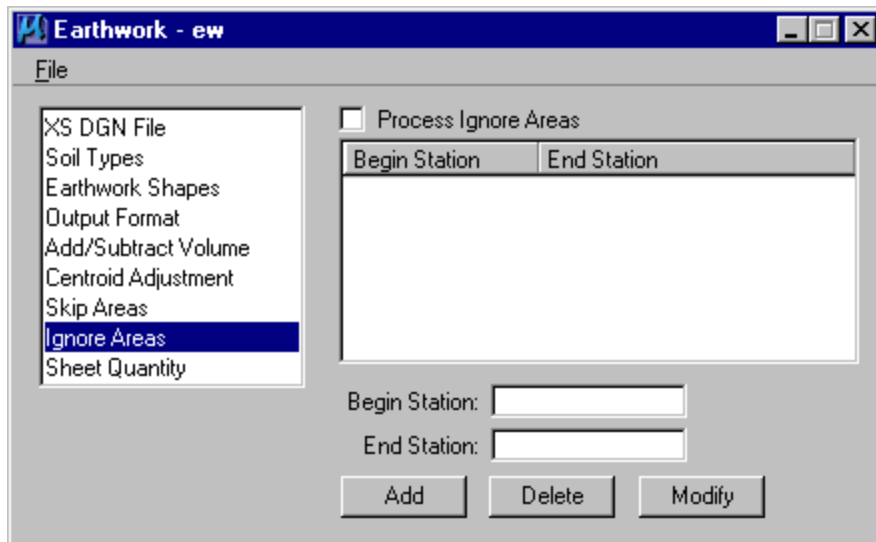 Earthwork - ew
File
XS DGN File
Soil Types
Earthwork Shapes
Output Format
Add/Subtract Volume
Centroid Adjustment
Skip Areas
Ignore Areas
Sheet Quantity
Process Ignore Areas
Begin Station End Station
Begin Station:
End Station:
Add Delete Modify